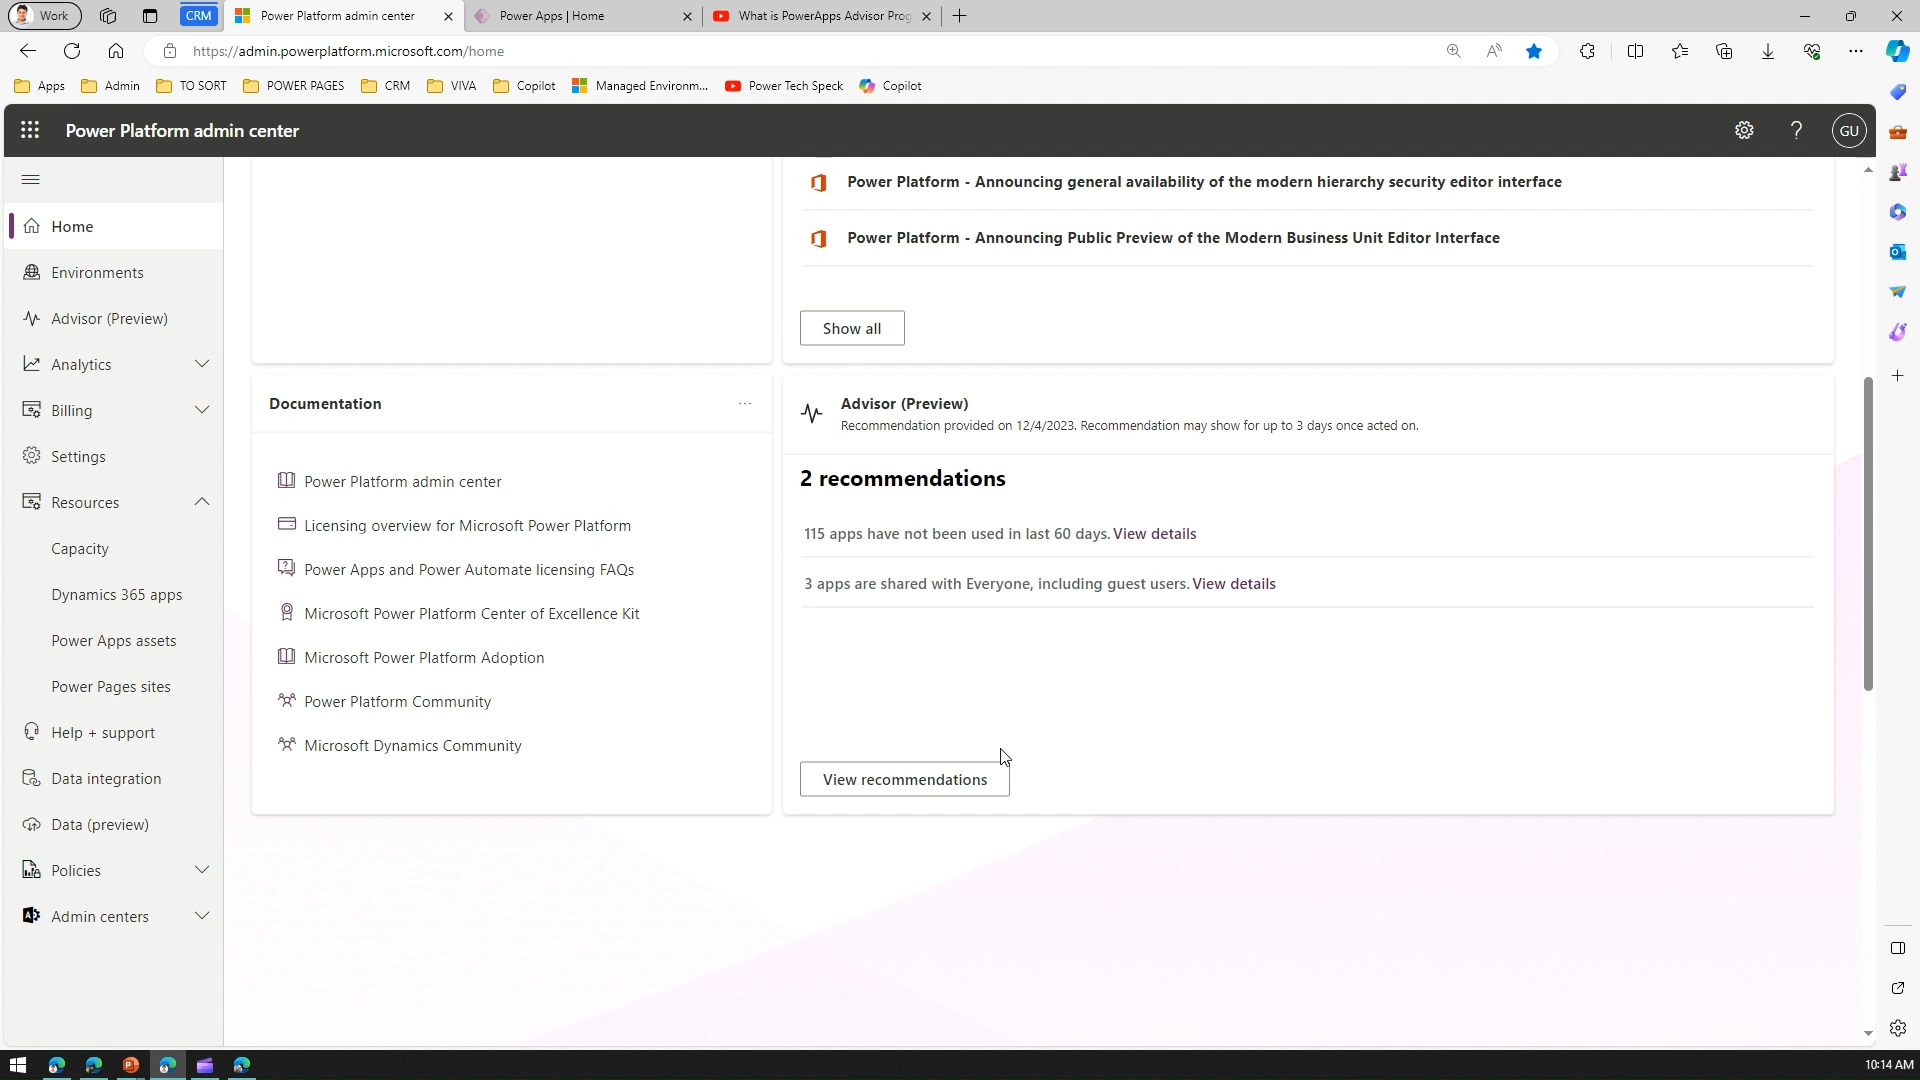 Work
CRM
Power Platform admin center
Power Apps | Home
What is PowerApps Advisor Prog
https://admin.powerplatform.microsoft.com/home
Apps
Admin
TO SORT
POWER PAGES
CRM
VIVA
Copilot
Managed Environm...
Power Tech Speck
Copilot
Power Platform admin center
?
GU
Home
Environments
Advisor (Preview)
Analytics
Billing
Settings
Resources
Capacity
Dynamics 365 apps
Power Apps assets
Power Pages sites
Help + support
Data integration
Data (preview)
Policies
Admin centers
Power Platform - Announcing general availability of the modern hierarchy security editor interface
Power Platform - Announcing Public Preview of the Modern Business Unit Editor Interface
Show all
Documentation
...
Power Platform admin center
Licensing overview for Microsoft Power Platform
Power Apps and Power Automate licensing FAQs
Microsoft Power Platform Center of Excellence Kit
Microsoft Power Platform Adoption
Power Platform Community
Microsoft Dynamics Community
Advisor (Preview)
Recommendation provided on 12/4/2023. Recommendation may show for up to 3 days once acted on.
2 recommendations
115 apps have not been used in last 60 days. View details
3 apps are shared with Everyone, including guest users. View details
View recommendations
10:14 AM